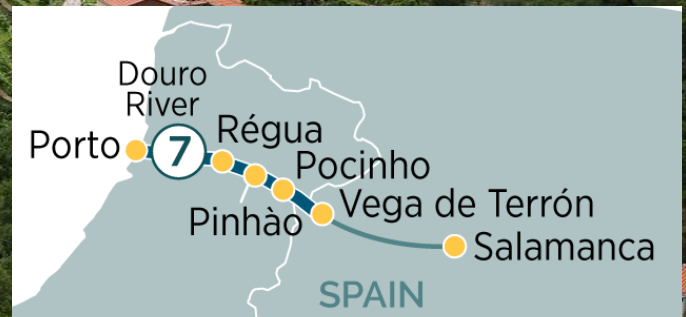 Douro
River
Porto
7
Régua
Pocinho
Pinhào
Vega de Terrón
Salamanca
SPAIN